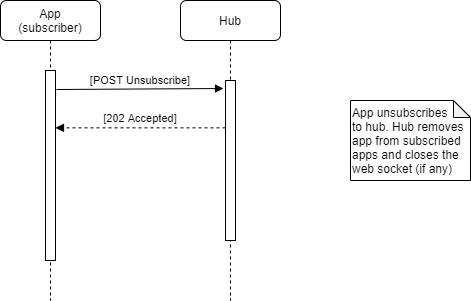 App
(subscriber)
Hub
[POST Unsubscribe]
[202 Accepted]
App unsubscribes
to hub. Hub removes
app from subscribed
apps and closes the
web socket (if any)